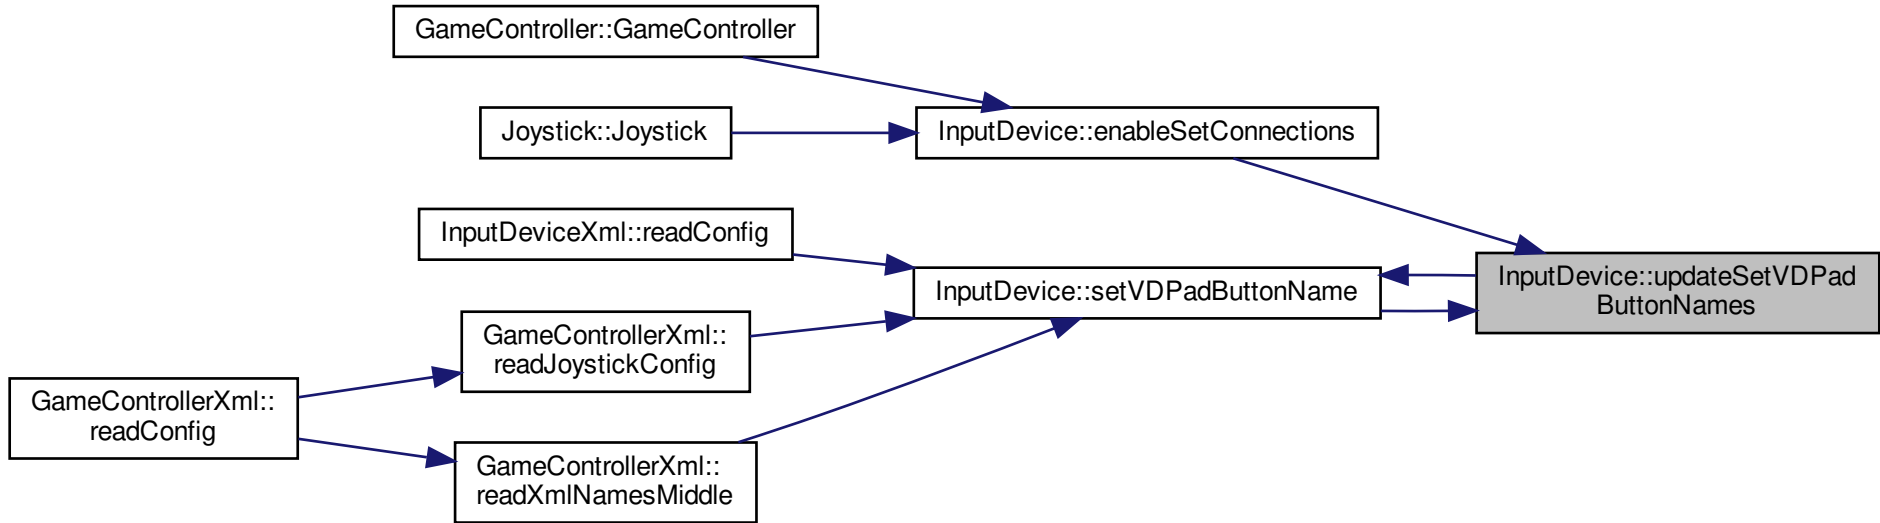 GameController::GameController
Joystick::Joystick
InputDevice::enableSetConnections
InputDeviceXml::readConfig
InputDevice::updateSetVDPad
ButtonNames
InputDevice::setVDPadButtonName
GameControllerXml::
readJoystickConfig
GameControllerXml::
readConfig
GameControllerXml::
readXmlNamesMiddle